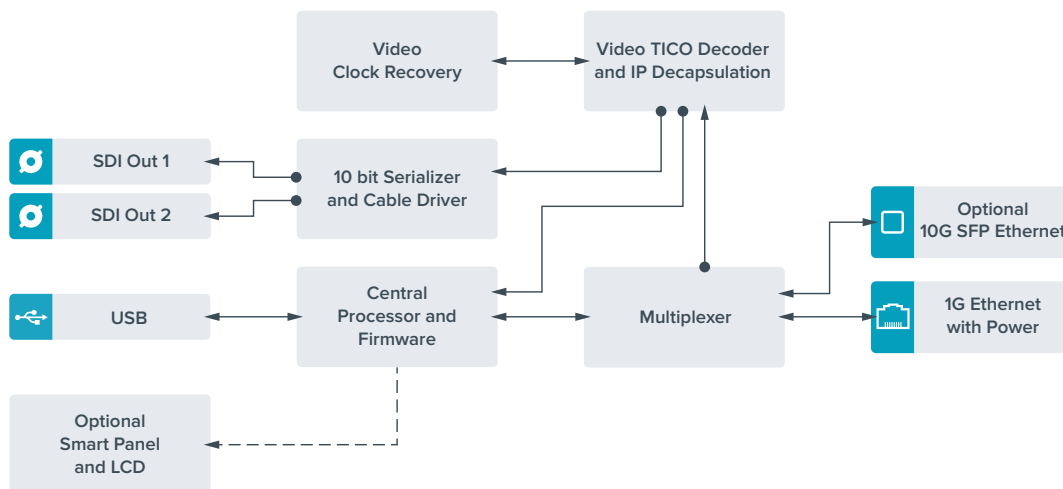 Video
Clock Recovery
Video TICO Decoder
and IP Decapsulation
SDI Out 1
SDI Out 2
10 bit Serializer
and Cable Driver
Optional
10G SFP Ethernet
USB
Central
Processor and
Firmware
Multiplexer
1G Ethernet
with Power
Optional
Smart Panel
and LCD